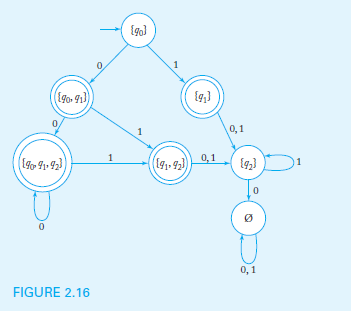 {q₀}
0
1
{q₀, q₁}
{q₁}
0
1
0, 1
{q₀, q₁, q₂}
1
{q₁, q₂}
0, 1
{q₂}
1
0
0
Ø
0, 1
FIGURE 2.16